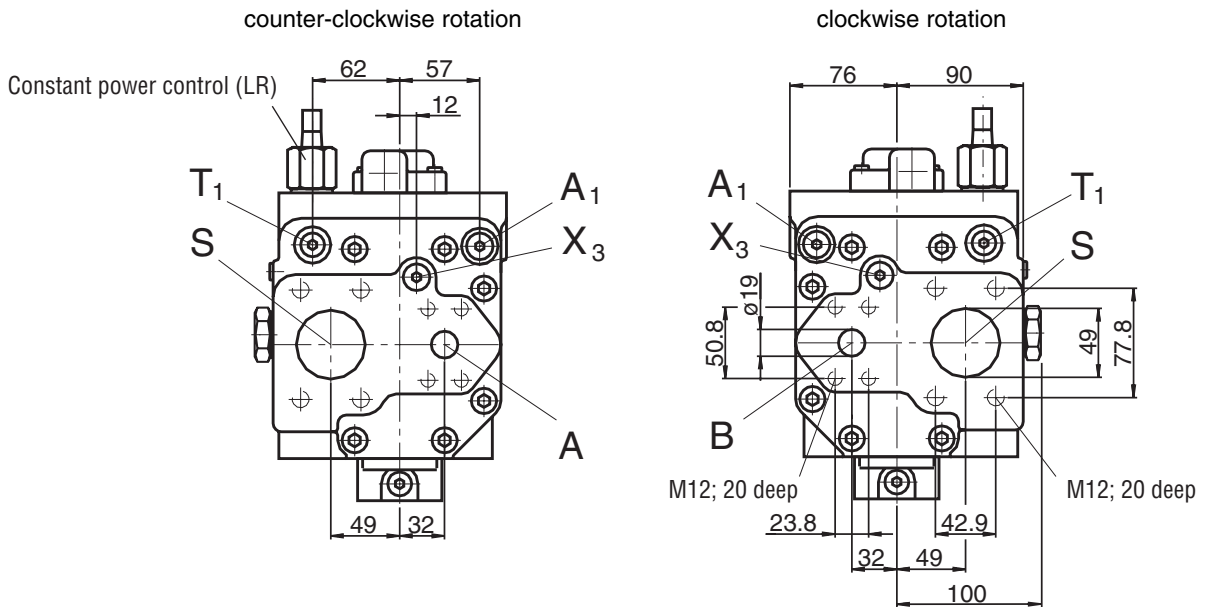 counter-clockwise rotation
clockwise rotation
62
57
76
90
Constant power control (LR)
12
T1
A1
A1
T1
S
X3
X3
S
ø19
50.8
49
77.8
A
B
M12; 20 deep
M12; 20 deep
49
32
23.8
42.9
32
49
100